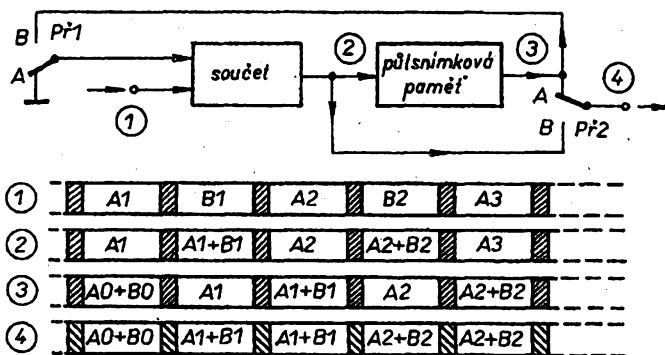 B Př1
A
součet
②
půlsnímková
paměť
③
④
A
B Př2
①
① A1 B1 A2 B2 A3
② A1 A1+B1 A2 A2+B2 A3
③ A0+B0 A1 A1+B1 A2 A2+B2
④ A0+B0 A1+B1 A1+B1 A2+B2 A2+B2